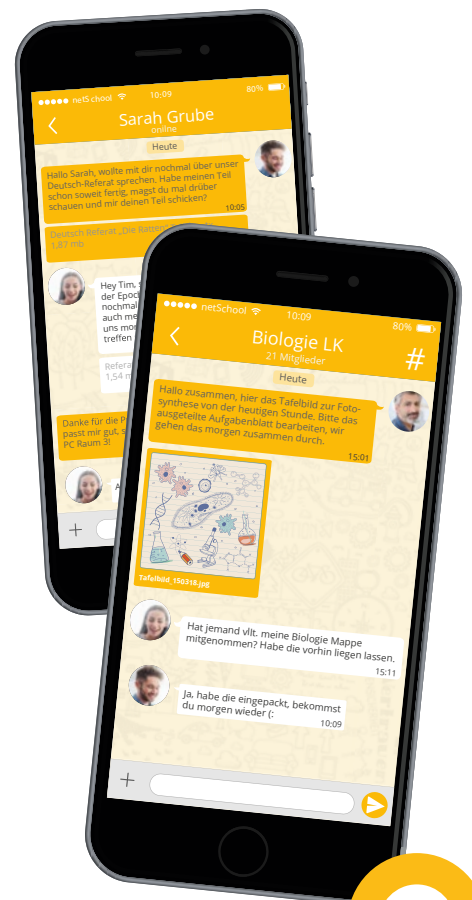 netSchool
10:09
80%
Sarah Grube
online
Heute
Hallo Sarah, wollte mit dir nochmal über unser
Deutsch-Referat sprechen. Habe meinen Teil
schon soweit fertig, magst du mal drüber
schauen und mir deinen Teil schicken?
10:05
Deutsch Referat „Die Ratten
1,87 mb
Hey Tim, s
der Epoch
nochmal
auch me
uns mor
treffen
Refera
1,54 m
Danke für die P
passt mir gut, s
PC Raum 3!
A
netSchool
10:09
80%
Biologie LK
21 Mitglieder
#
Heute
Hallo zusammen, hier das Tafelbild zur Foto-
synthese von der heutigen Stunde. Bitte das
ausgeteilte Aufgabenblatt bearbeiten, wir
gehen das morgen zusammen durch.
15:01
Tafelbild_150318.jpg
Hat jemand vllt. meine Biologie Mappe
mitgenommen? Habe die vorhin liegen lassen.
15:11
Ja, habe die eingepackt, bekommst
du morgen wieder (:
10:09